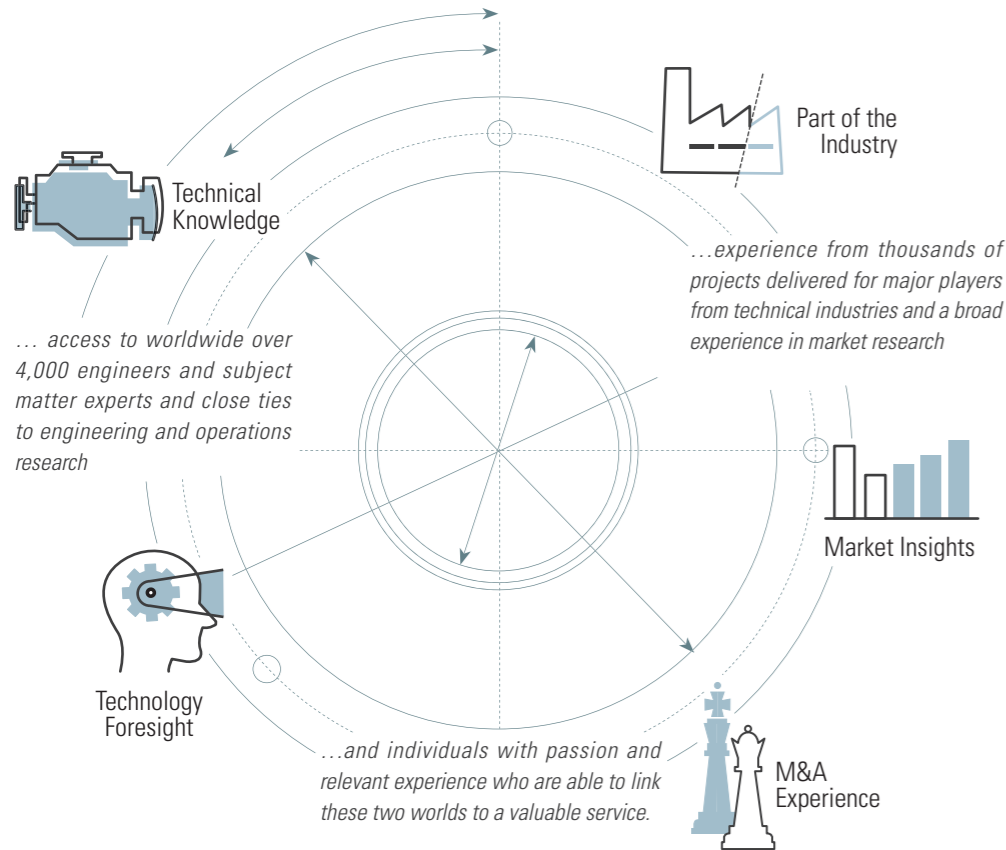 Part of the
Industry
Technical
Knowledge
…experience from thousands of
projects delivered for major players
from technical industries and a broad
experience in market research
… access to worldwide over
4,000 engineers and subject
matter experts and close ties
to engineering and operations
research
Market Insights
Technology
Foresight
…and individuals with passion and
relevant experience who are able to link
these two worlds to a valuable service.
M&A
Experience